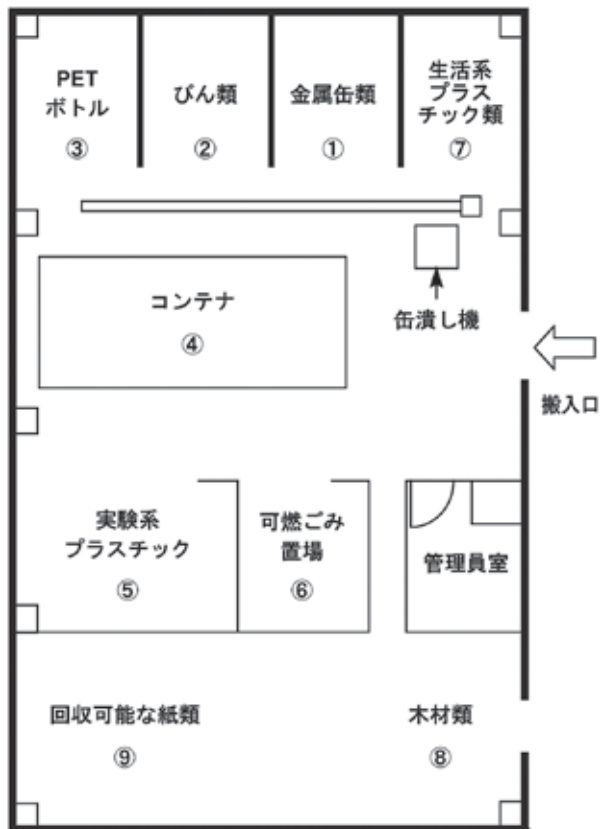 PET
ボトル
③
びん類
②
金属缶類
①
生活系
プラス
チック類
⑦
コンテナ
④
缶潰し機
搬入口
実験系
プラスチック
⑤
可燃ごみ
置場
⑥
管理員室
回収可能な紙類
⑨
木材類
⑧